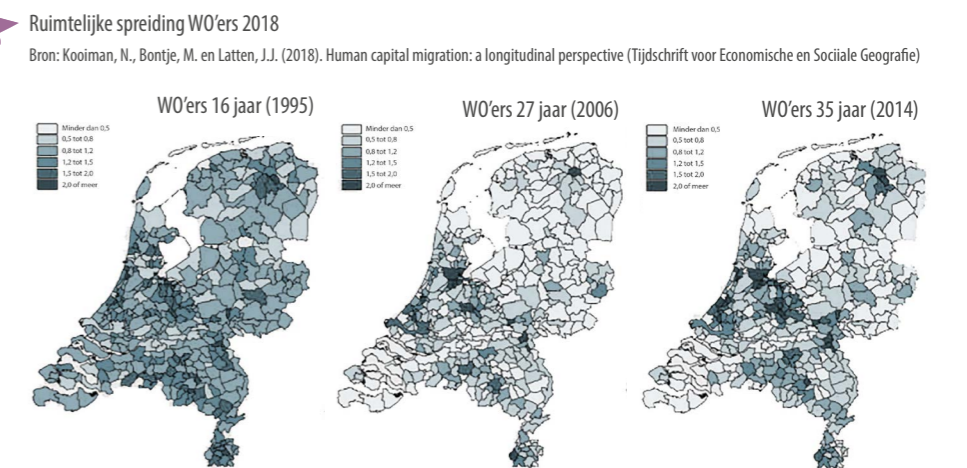 Ruimtelijke spreiding WO'ers 2018
Bron: Kooiman, N., Bontje, M. en Latten, J.J. (2018). Human capital migration: a longitudinal perspective (Tijdschrift voor Economische en Sociiale Geografie)
WO'ers 16 jaar (1995)
Minder dan 0,5
0,5 tot 0,8
0,8 tot 1,2
1,2 tot 1,5
1,5 tot 2,0
2,0 of meer
WO'ers 27 jaar (2006)
Minder dan 0,5
0,5 tot 0,8
0,8 tot 1,2
1,2 tot 1,5
1,5 tot 2,0
2,0 of meer
WO'ers 35 jaar (2014)
Minder dan 0,5
0,5 tot 0,8
0,8 tot 1,2
1,2 tot 1,5
1,5 tot 2,0
2,0 of meer